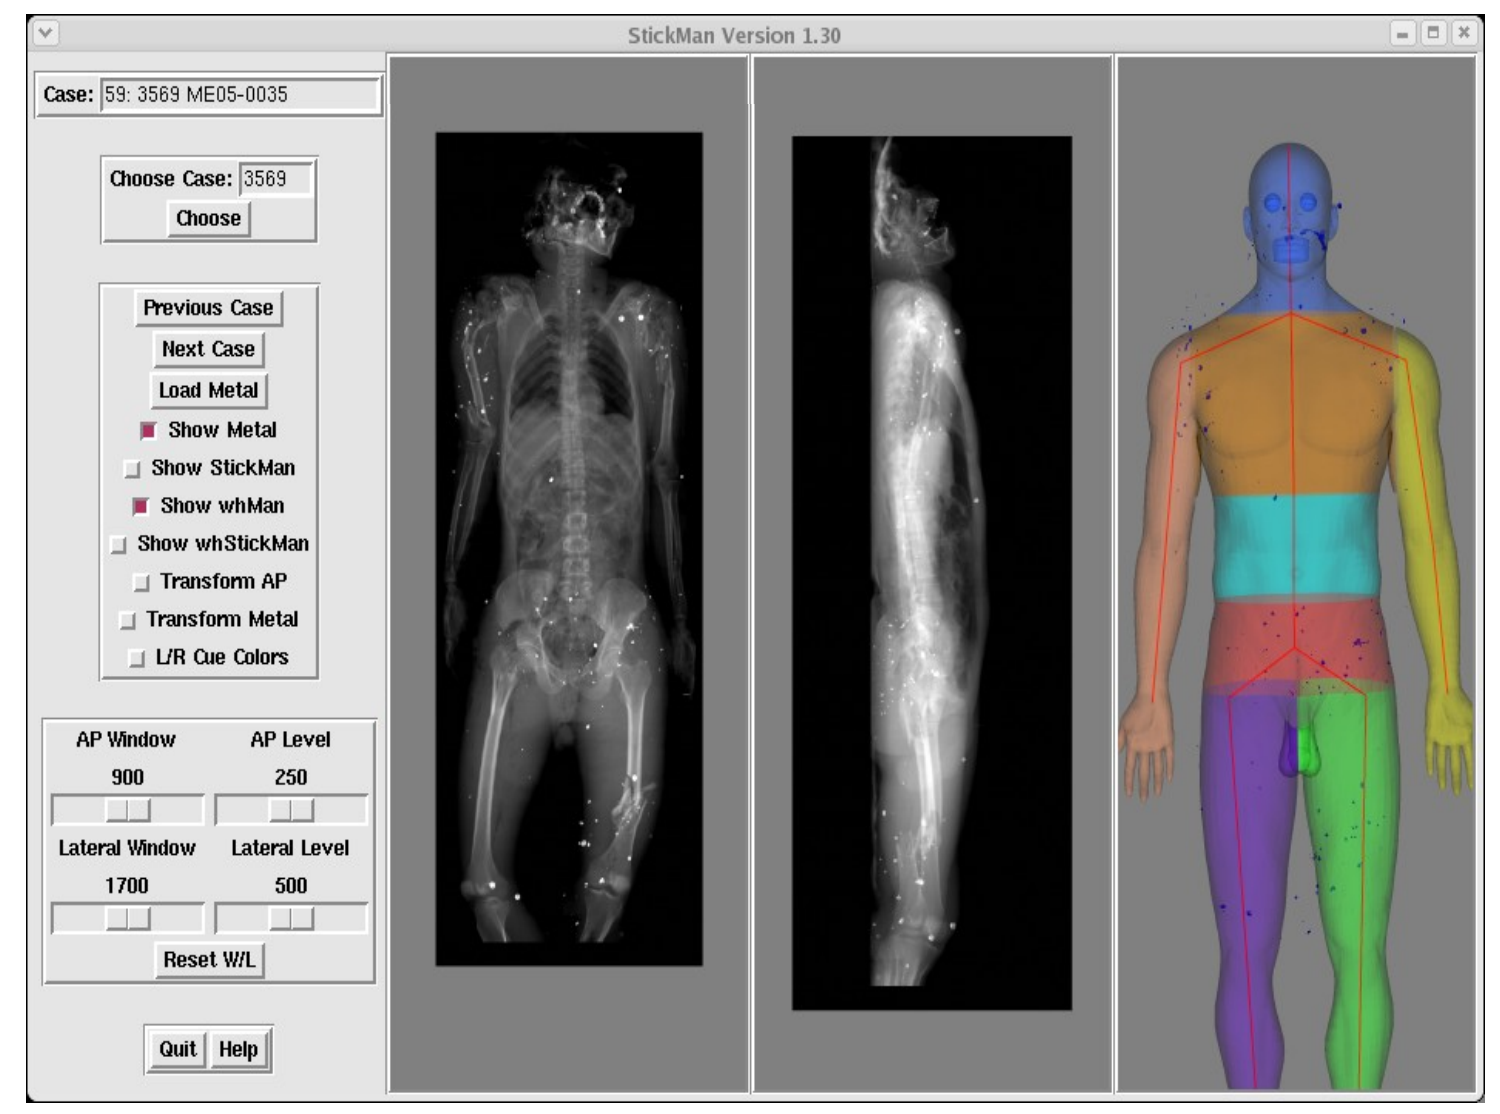 StickMan Version 1.30
Case: 59: 3569 ME05-0035
Choose Case: 3569
Choose
Previous Case
Next Case
Load Metal
Show Metal
Show StickMan
Show whMan
Show whStickMan
Transform AP
Transform Metal
L/R Cue Colors
AP Window AP Level
900 250
Lateral Window Lateral Level
1700 500
Reset W/L
Quit Help